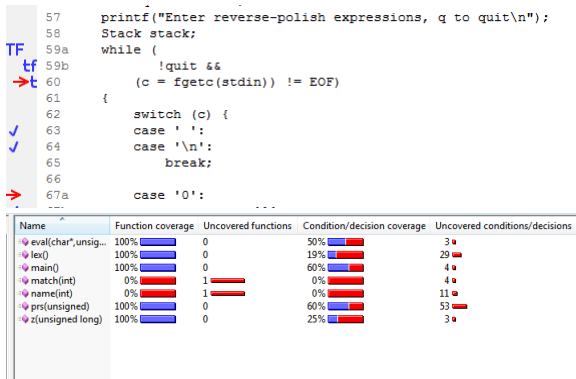 57 printf("Enter reverse-polish expressions, q to quit\n");
58 Stack stack;
TF 59a while (
tf 59b !quit &&
t 60 (c = fgetc(stdin)) != EOF)
61 {
62 switch (c) {
63 case ' ':
64 case '\n':
65 break;
66
67a case '0':
Name Function coverage Uncovered functions Condition/decision coverage Uncovered conditions/decisions
eval(char*,unsig... 100% 0 50% 3
lex() 100% 0 19% 29
main() 100% 0 60% 4
match(int) 0% 1 0% 4
name(int) 0% 1 0% 11
prs(unsigned) 100% 0 60% 53
z(unsigned long) 100% 0 25% 3